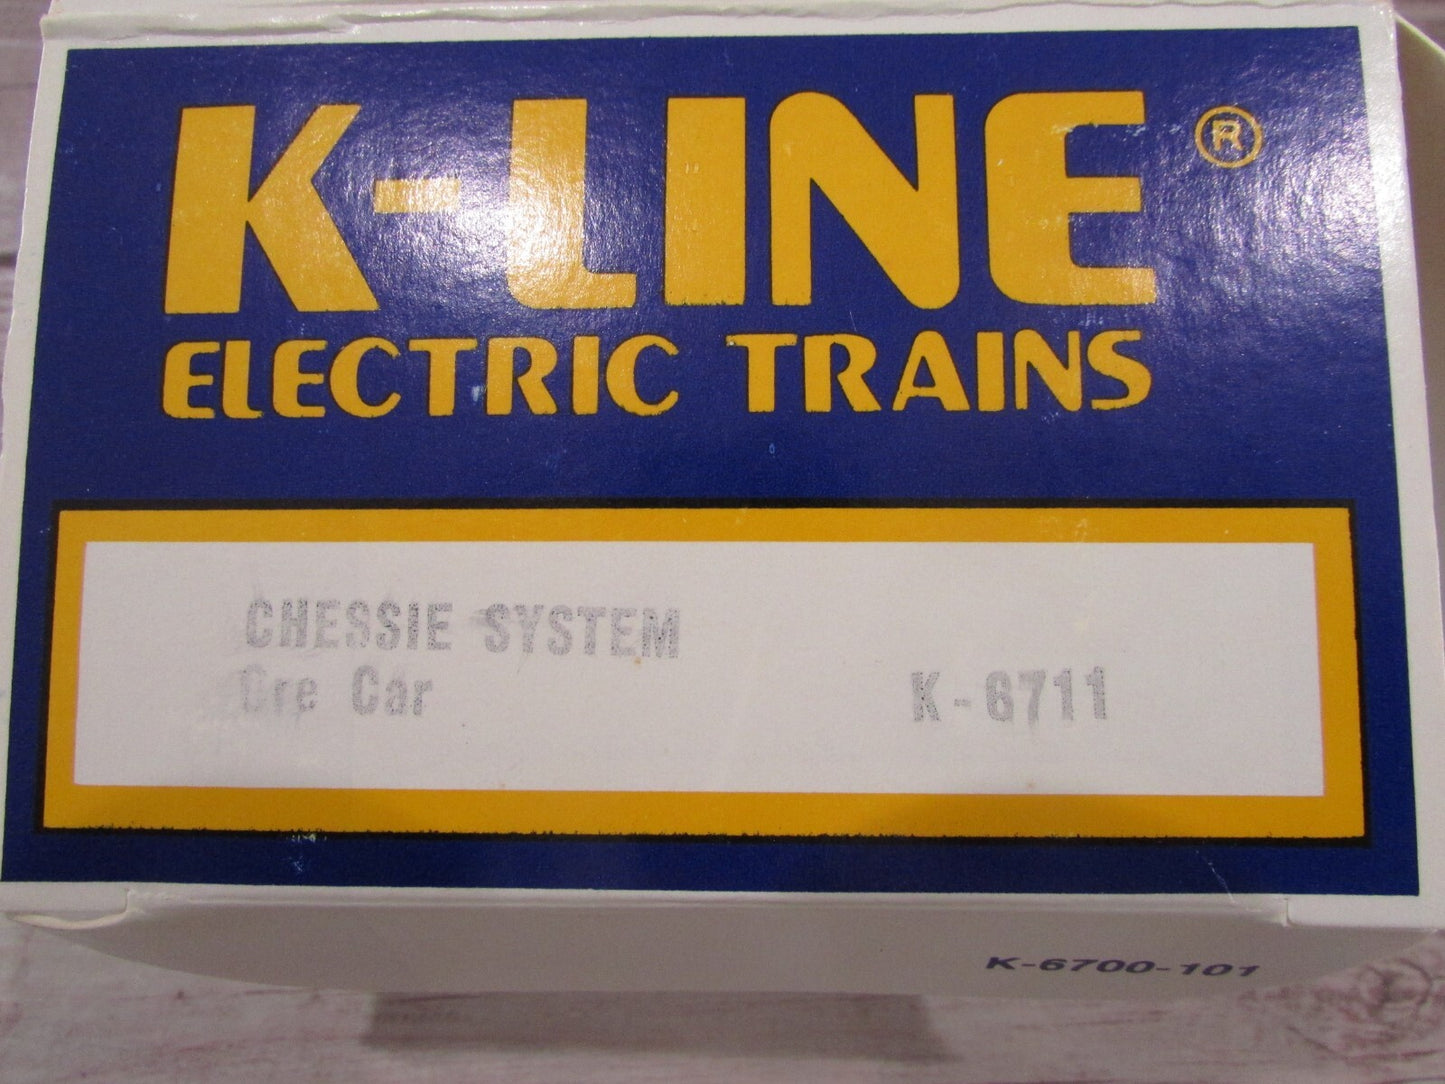 K-LINE ®
ELECTRIC TRAINS
CHESSIE SYSTEM
Ore Car K-6711
K-6700-101